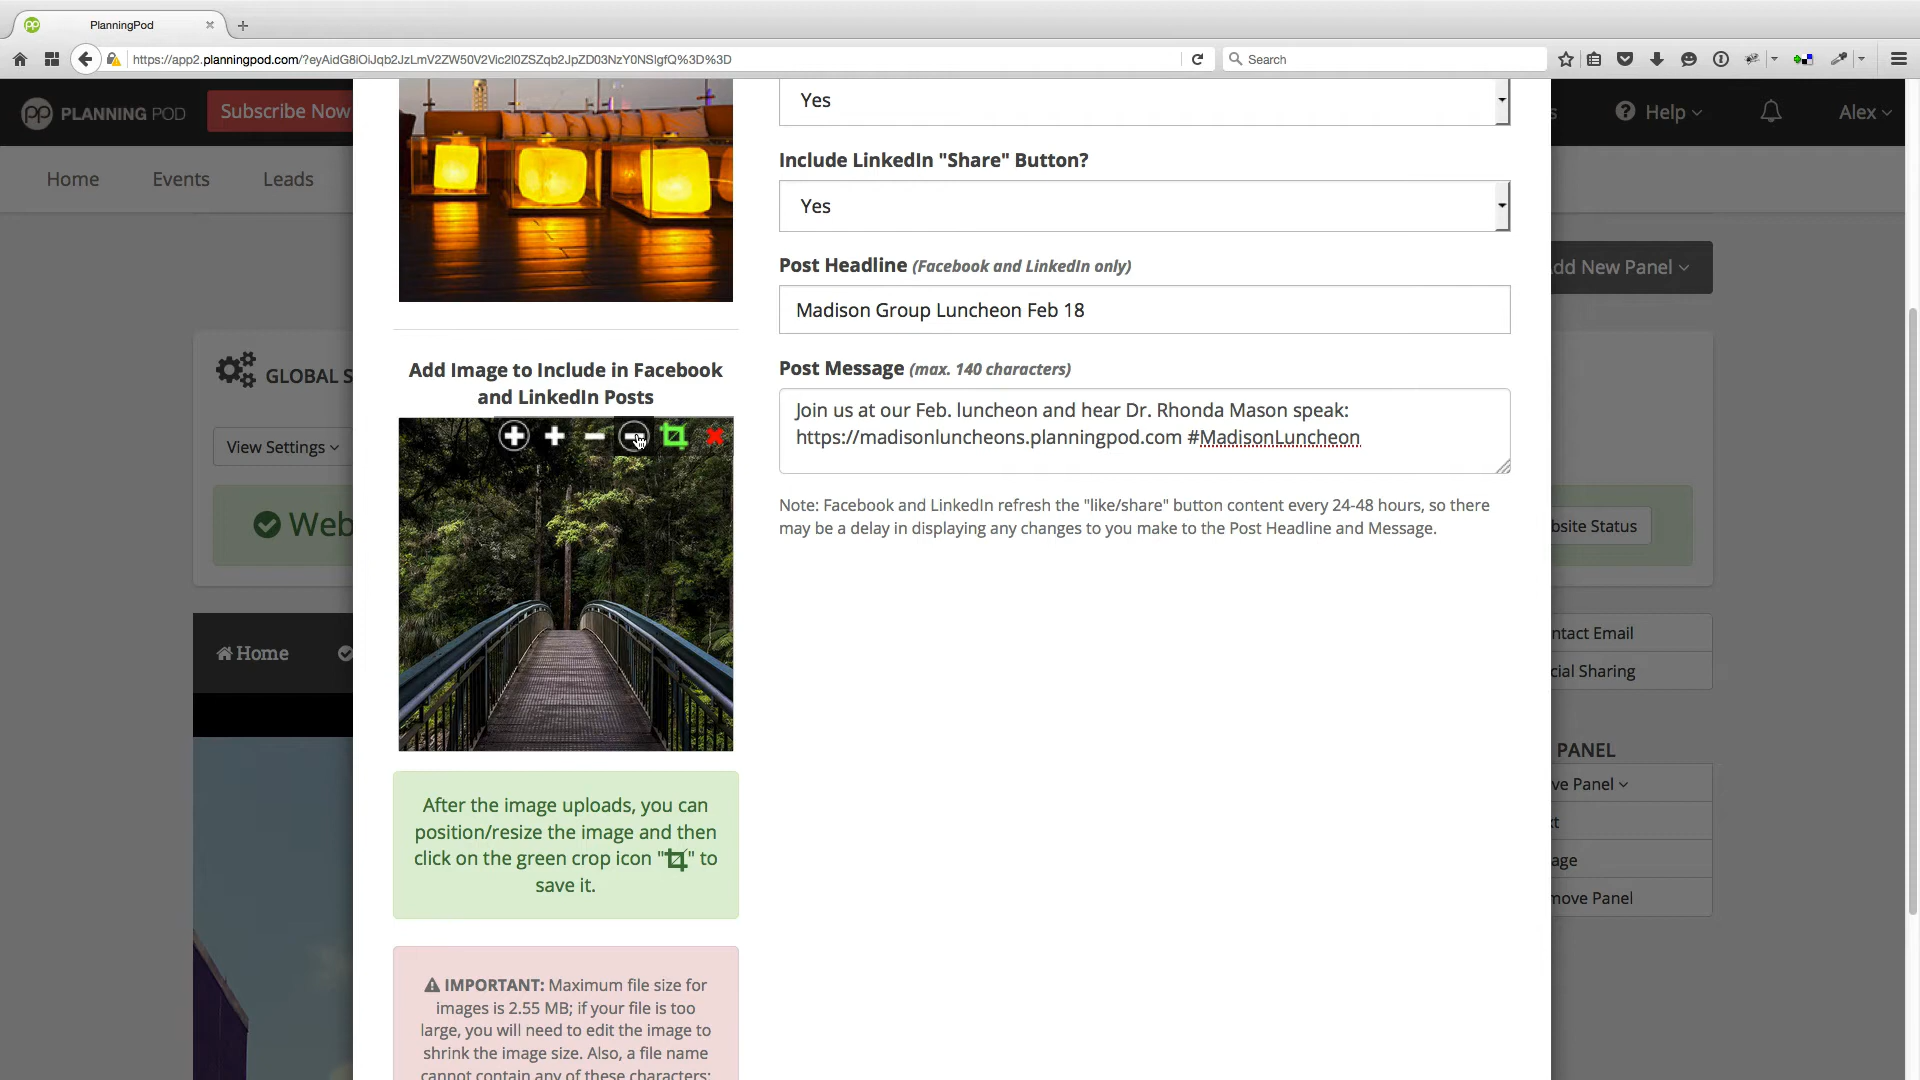 PlanningPod
https://app2.planningpod.com/?eyAidG8iOiJqb2JzLmV2ZW50V2Vic2l0ZSZqb2JpZD03NzY0NSIgfQ%3D%3D
Search
PLANNING POD
Subscribe Now
Help
Alex
Home
Events
Leads
Yes
Include LinkedIn "Share" Button?
Yes
Post Headline (Facebook and LinkedIn only)
Madison Group Luncheon Feb 18
Post Message (max. 140 characters)
Join us at our Feb. luncheon and hear Dr. Rhonda Mason speak:
https://madisonluncheons.planningpod.com #MadisonLuncheon
Note: Facebook and LinkedIn refresh the "like/share" button content every 24-48 hours, so there
may be a delay in displaying any changes to you make to the Post Headline and Message.
Add Image to Include in Facebook
and LinkedIn Posts
After the image uploads, you can
position/resize the image and then
click on the green crop icon "" to
save it.
IMPORTANT: Maximum file size for
images is 2.55 MB; if your file is too
large, you will need to edit the image to
shrink the image size. Also, a file name
cannot contain any of these characters:
GLOBAL S
View Settings
Web
Home
dd New Panel
bsite Status
ntact Email
cial Sharing
PANEL
ve Panel
xt
age
move Panel